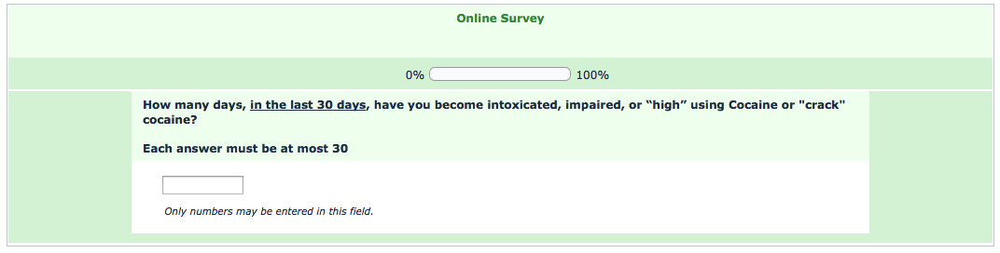 Online Survey
0% 100%
How many days, in the last 30 days, have you become intoxicated, impaired, or “high” using Cocaine or "crack"
cocaine?
Each answer must be at most 30
Only numbers may be entered in this field.